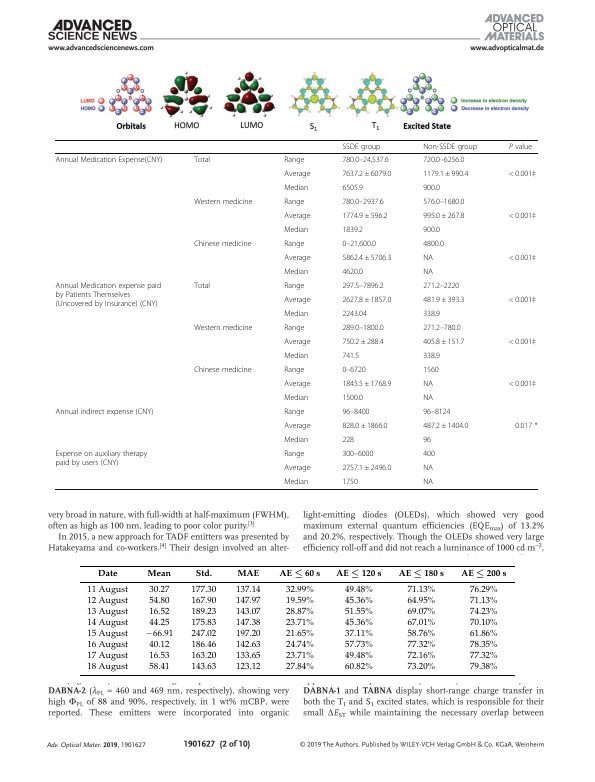 ADVANCED
SCIENCE NEWS
www.advancedsciencenews.com
ADVANCED
OPTICAL
MATERIALS
www.advopticalmat.de
LUMO
HOMO
Increase in electron density
Decrease in electron density
Orbitals HOMO LUMO S1 T1 Excited State
SSDE group Non-SSDE group P value
Annual Medication Expense(CNY) Total Range 780.0–24,537.6 720.0–6256.0
Average 7637.2 ± 6079.0 1179.1 ± 990.4 < 0.001‡
Median 6505.9 900.0
Western medicine Range 780.0–2937.6 576.0–1680.0
Average 1774.9 ± 596.2 995.0 ± 267.8 < 0.001‡
Median 1839.2 900.0
Chinese medicine Range 0–21,600.0 4800.0
Average 5862.4 ± 5706.3 NA < 0.001‡
Median 4620.0 NA
Annual Medication expense paid Total Range 297.5–7896.2 271.2–2220
by Patients Themselves
(Uncovered by Insurance) (CNY) Average 2627.8 ± 1857.0 481.9 ± 393.3 < 0.001‡
Median 2243.04 338.9
Western medicine Range 289.0–1800.0 271.2–780.0
Average 750.2 ± 288.4 405.8 ± 151.7 < 0.001‡
Median 741.5 338.9
Chinese medicine Range 0–6720 1560
Average 1845.5 ± 1768.9 NA < 0.001‡
Median 1500.0 NA
Annual indirect expense (CNY) Range 96–8400 96–8124
Average 828.0 ± 1866.0 487.2 ± 1404.0 0.017 *
Median 228 96
Expense on auxiliary therapy Range 300–6000 400
paid by users (CNY)
Average 2757.1 ± 2496.0 NA
Median 1750 NA
very broad in nature, with full-width at half-maximum (FWHM),
often as high as 100 nm, leading to poor color purity.[3]
In 2015, a new approach for TADF emitters was presented by
Hatakeyama and co-workers.[4] Their design involved an alter-
light-emitting diodes (OLEDs), which showed very good
maximum external quantum efficiencies (EQEmax) of 13.2%
and 20.2%, respectively. Though the OLEDs showed very large
efficiency roll-off and did not reach a luminance of 1000 cd m−2,
Date Mean Std. MAE AE ≤ 60 s AE ≤ 120 s AE ≤ 180 s AE ≤ 200 s
11 August 30.27 177.30 137.14 32.99% 49.48% 71.13% 76.29%
12 August 54.80 167.90 147.97 19.59% 45.36% 64.95% 71.13%
13 August 16.52 189.23 143.07 28.87% 51.55% 69.07% 74.23%
14 August 44.25 175.83 147.38 23.71% 45.36% 67.01% 70.10%
15 August −66.91 247.02 197.20 21.65% 37.11% 58.76% 61.86%
16 August 40.12 186.46 142.63 24.74% 57.73% 77.32% 78.35%
17 August 16.53 163.20 133.65 23.71% 49.48% 72.16% 77.32%
18 August 58.41 143.63 123.12 27.84% 60.82% 73.20% 79.38%
DABNA-2 (λPL = 460 and 469 nm, respectively), showing very
high ΦPL of 88 and 90%, respectively, in 1 wt% mCBP, were
reported. These emitters were incorporated into organic
DABNA-1 and TABNA display short-range charge transfer in
both the T1 and S1 excited states, which is responsible for their
small ΔEST while maintaining the necessary overlap between
Adv. Optical Mater. 2019, 1901627 1901627 (2 of 10) © 2019 The Authors. Published by WILEY-VCH Verlag GmbH & Co. KGaA, Weinheim